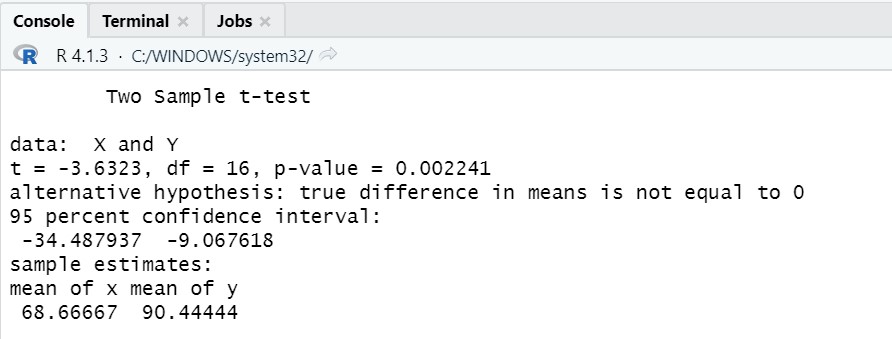 Console Terminal Jobs
R R 4.1.3 · C:/WINDOWS/system32/
Two Sample t-test
data: X and Y
t = -3.6323, df = 16, p-value = 0.002241
alternative hypothesis: true difference in means is not equal to 0
95 percent confidence interval:
-34.487937 -9.067618
sample estimates:
mean of x mean of y
68.66667 90.44444